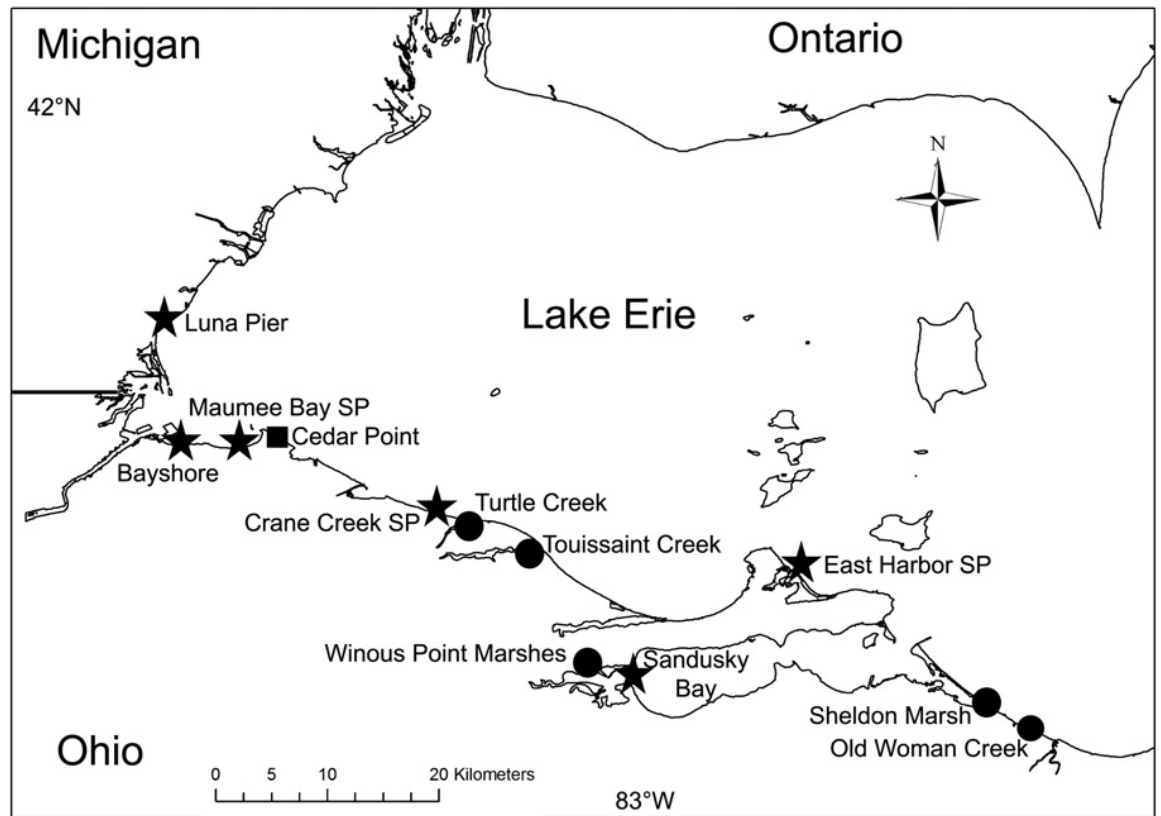 Michigan
Ontario
42°N
N
Lake Erie
Luna Pier
Maumee Bay SP
Cedar Point
Bayshore
Turtle Creek
Crane Creek SP
Touissaint Creek
East Harbor SP
Winous Point Marshes
Sandusky
Bay
Sheldon Marsh
Old Woman Creek
Ohio
0 5 10 20 Kilometers
83°W